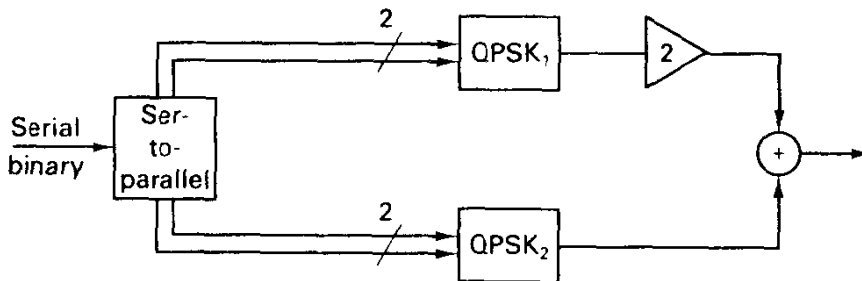 2
QPSK₁
2
Serial
binary
Ser-
to-
parallel
+
2
QPSK₂